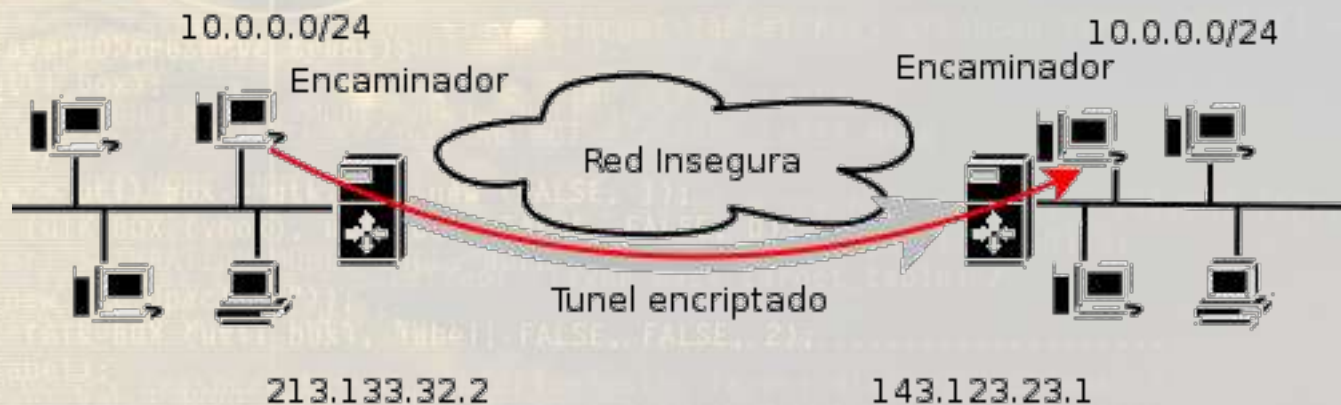 10.0.0.0/24
10.0.0.0/24
Encaminador
Encaminador
Red Insegura
Tunel encriptado
213.133.32.2
143.123.23.1